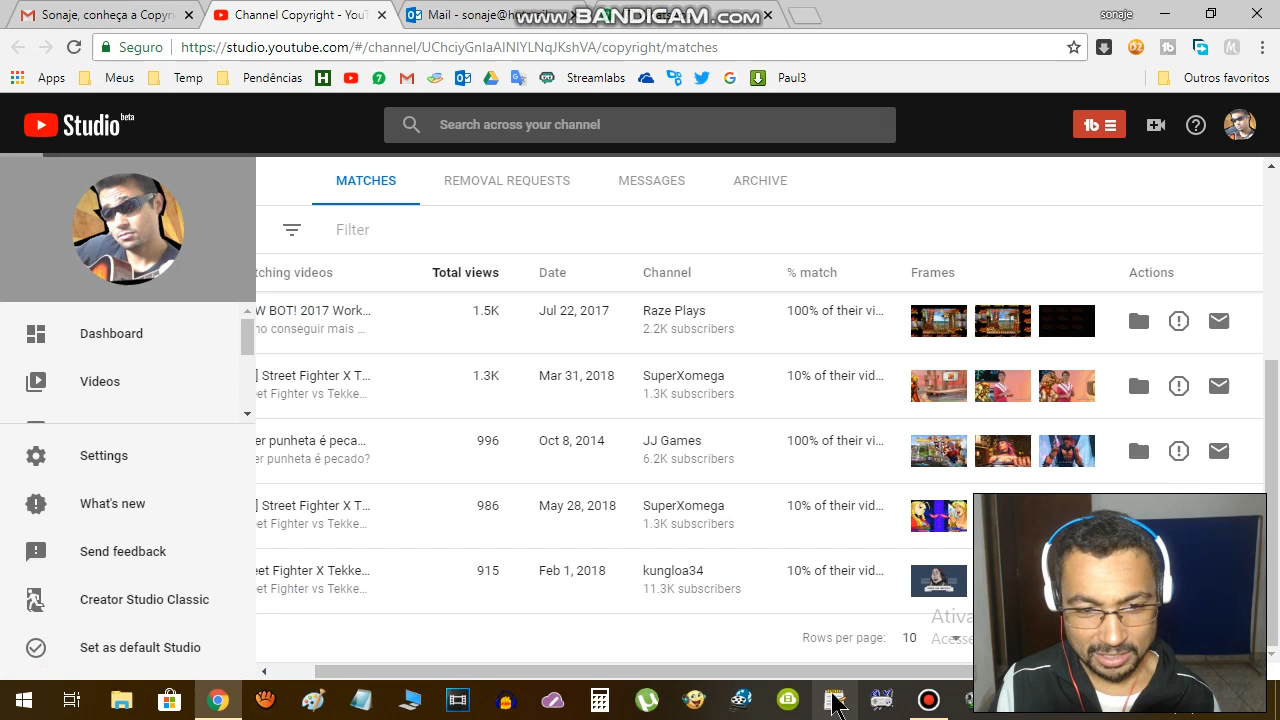 Sonaje, conheça a Copyri
Channel Copyright - You
Mail - sonaje@h
www.BANDICAM.com
sonaje
Seguro
https://studio.youtube.com/#/channel/UChciyGnIaAINIYLNqJKshVA/copyright/matches
Apps
Meus
Temp
Pendências
Streamlabs
Paul3
Outros favoritos
Studio beta
Search across your channel
MATCHES
REMOVAL REQUESTS
MESSAGES
ARCHIVE
Filter
tching videos
Total views
Date
Channel
% match
Frames
Actions
W BOT! 2017 Work...
no conseguir mais ...
1.5K
Jul 22, 2017
Raze Plays
2.2K subscribers
100% of their vi...
] Street Fighter X T...
et Fighter vs Tekke...
1.3K
Mar 31, 2018
SuperXomega
1.3K subscribers
10% of their vid...
er punheta é peca...
er punheta é pecado?
996
Oct 8, 2014
JJ Games
6.2K subscribers
100% of their vi...
] Street Fighter X T...
et Fighter vs Tekke...
986
May 28, 2018
SuperXomega
1.3K subscribers
10% of their vid...
eet Fighter X Tekke...
et Fighter vs Tekke...
915
Feb 1, 2018
kungloa34
11.3K subscribers
10% of their vid...
Rows per page: 10
Ativa
Acesse
Dashboard
Videos
Settings
What's new
Send feedback
Creator Studio Classic
Set as default Studio